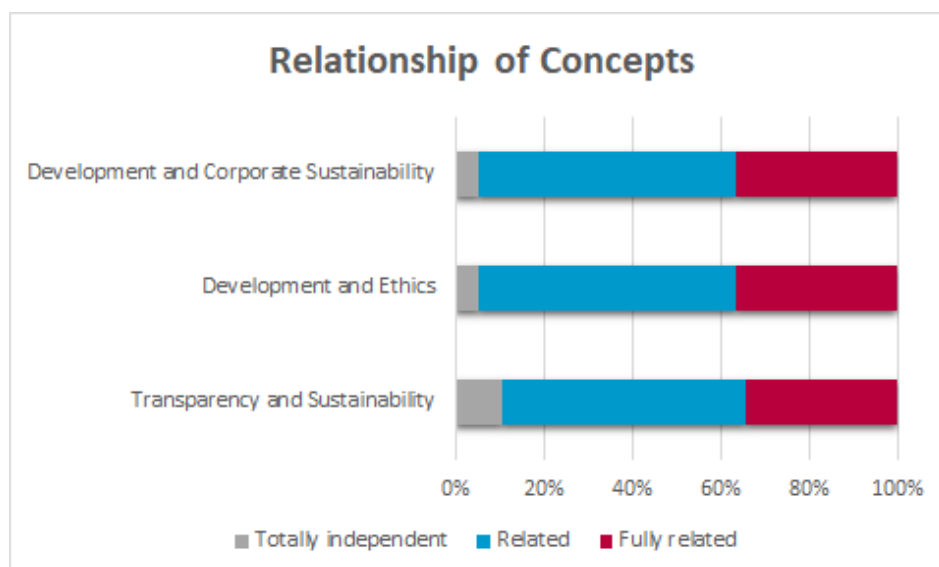 Relationship of Concepts
Development and Corporate Sustainability
Development and Ethics
Transparency and Sustainability
0% 20% 40% 60% 80% 100%
Totally independent Related Fully related